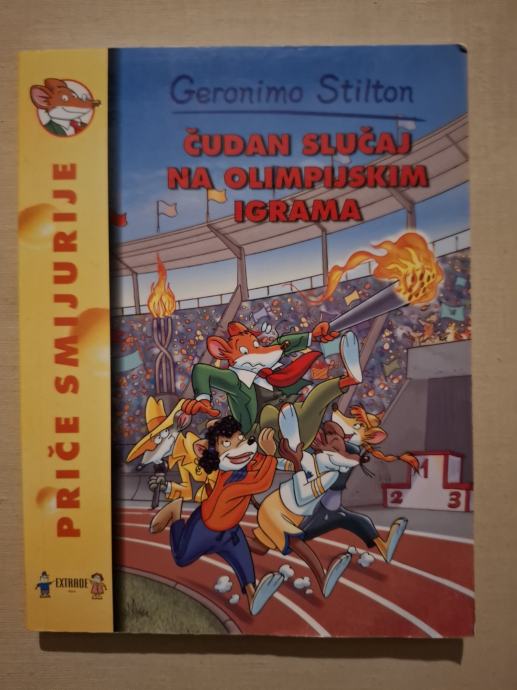 Geronimo Stilton
ČUDAN SLUČAJ
NA OLIMPIJSKIM
IGRAMA
PRIČE SMIJURIJE
1
2
3
EXTRADE